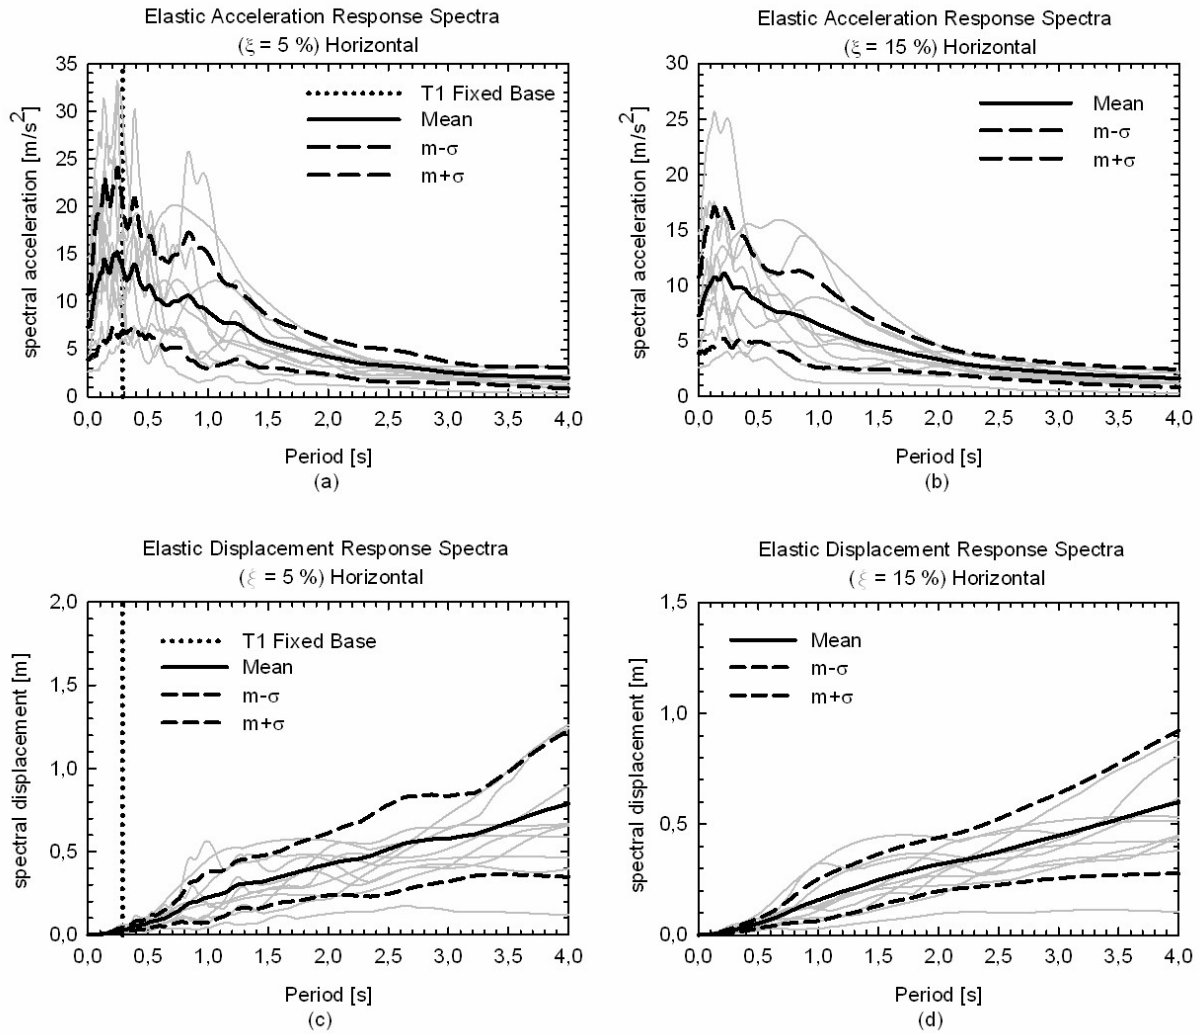 Elastic Acceleration Response Spectra
(ξ = 5 %) Horizontal
35
30
25
20
15
10
5
0
spectral acceleration [m/s²]
T1 Fixed Base
Mean
m-σ
m+σ
0,0 0,5 1,0 1,5 2,0 2,5 3,0 3,5 4,0
Period [s]
(a)
Elastic Acceleration Response Spectra
(ξ = 15 %) Horizontal
30
25
20
15
10
5
0
spectral acceleration [m/s²]
Mean
m-σ
m+σ
0,0 0,5 1,0 1,5 2,0 2,5 3,0 3,5 4,0
Period [s]
(b)
Elastic Displacement Response Spectra
(ξ = 5 %) Horizontal
2,0
1,5
1,0
0,5
0,0
spectral displacement [m]
T1 Fixed Base
Mean
m-σ
m+σ
0,0 0,5 1,0 1,5 2,0 2,5 3,0 3,5 4,0
Period [s]
(c)
Elastic Displacement Response Spectra
(ξ = 15 %) Horizontal
1,5
1,0
0,5
0,0
spectral displacement [m]
Mean
m-σ
m+σ
0,0 0,5 1,0 1,5 2,0 2,5 3,0 3,5 4,0
Period [s]
(d)